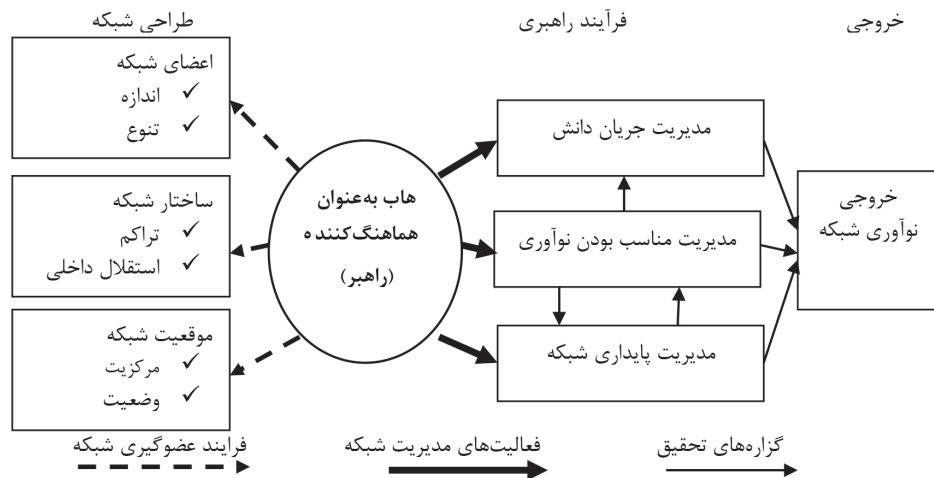 طراحی شبکه
فرآیند راهبری
خروجی
اعضای شبکه
✓ اندازه
✓ تنوع
ساختار شبکه
✓ تراکم
✓ استقلال داخلی
موقعیت شبکه
✓ مرکزیت
✓ وضعیت
هاب به‌عنوان
هماهنگ‌کننده
(راهبر)
مدیریت جریان دانش
مدیریت مناسب بودن نوآوری
مدیریت پایداری شبکه
خروجی
نوآوری شبکه
فرایند عضوگیری شبکه
فعالیت‌های مدیریت شبکه
گزاره‌های تحقیق